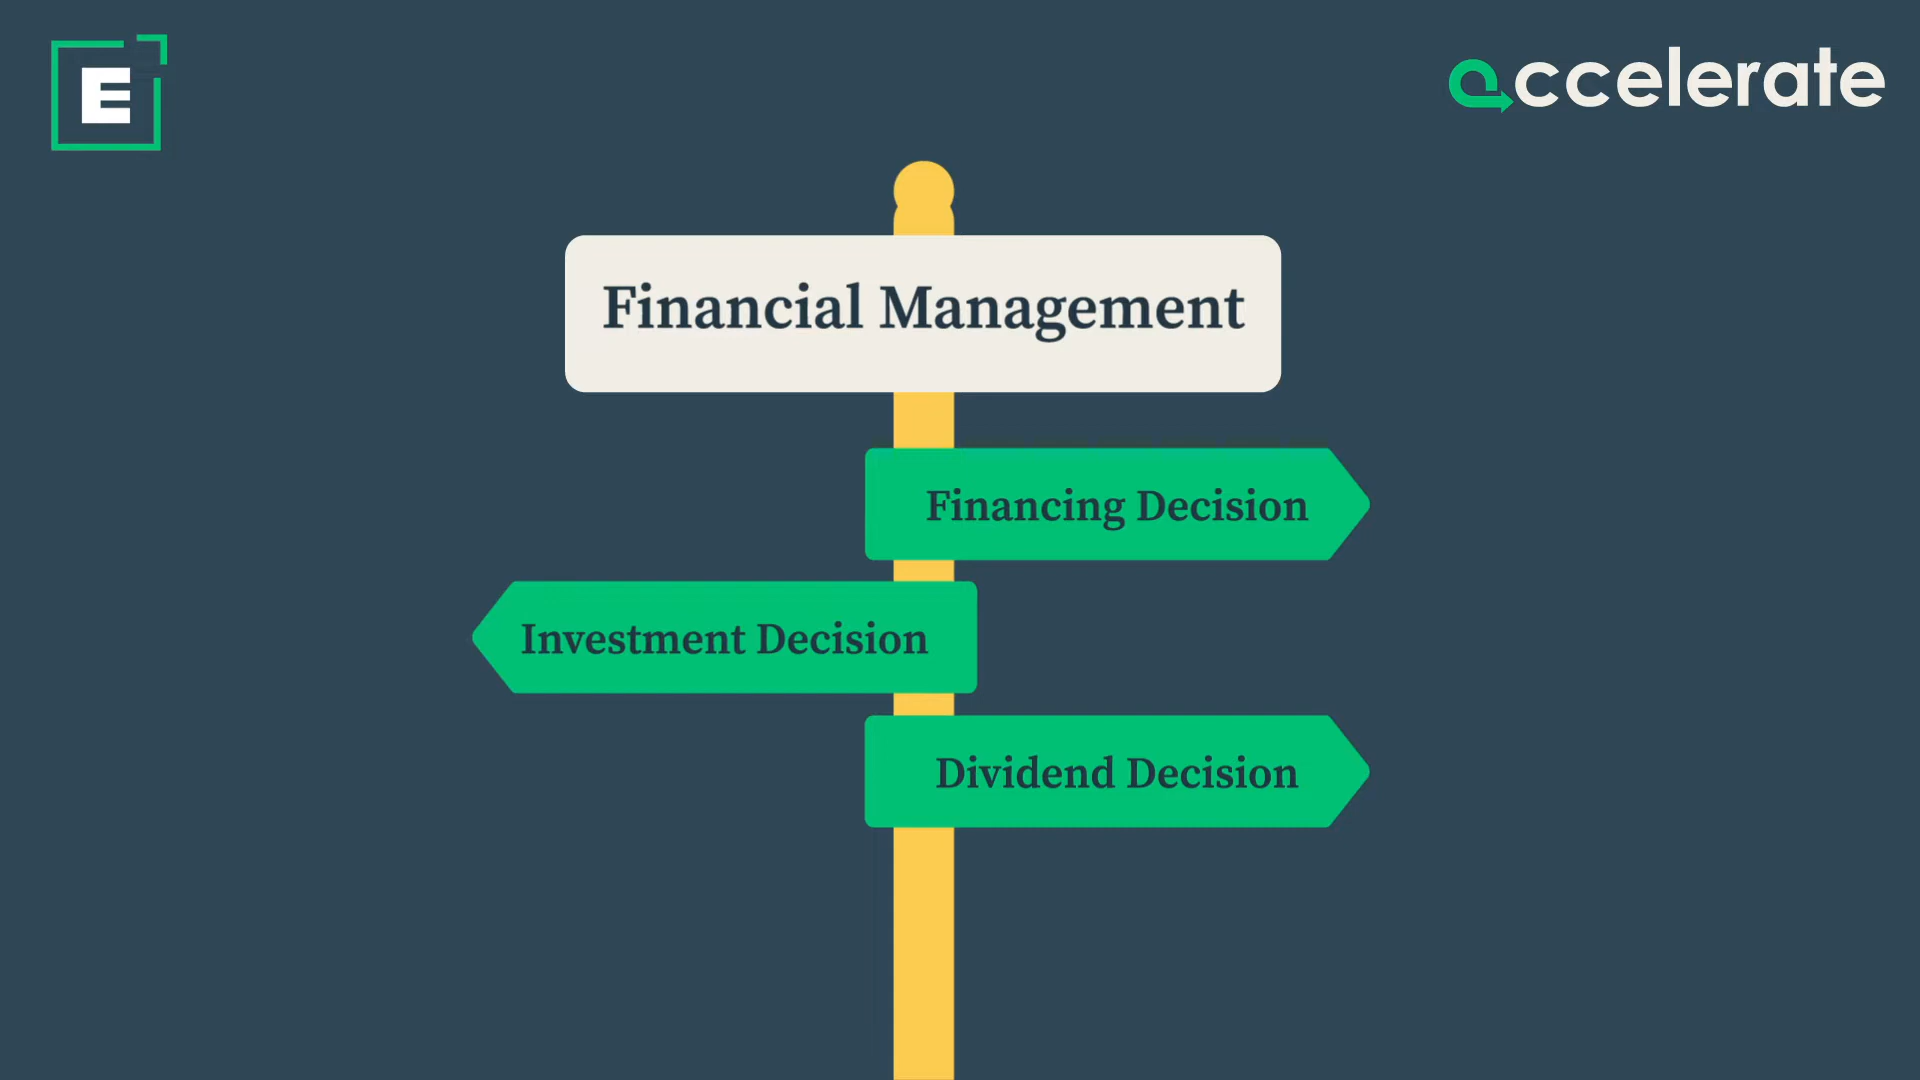 E
accelerate
Financial Management
Financing Decision
Investment Decision
Dividend Decision